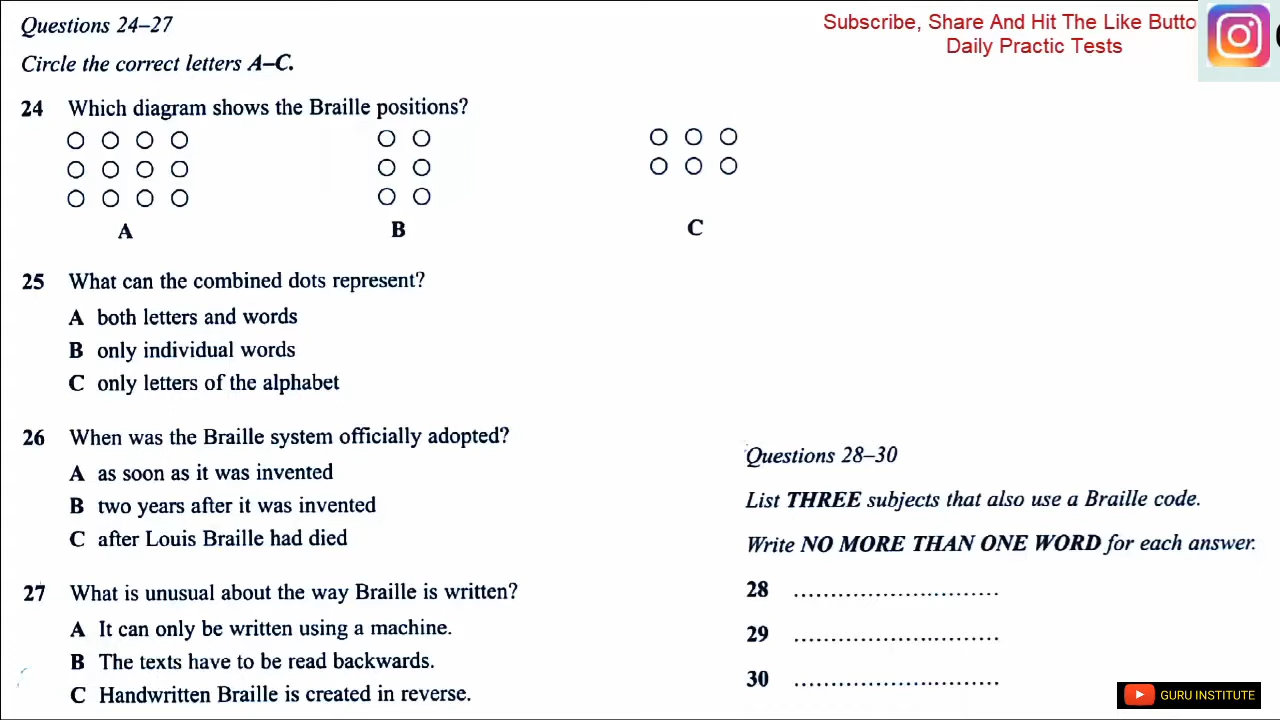 Questions 24–27
Subscribe, Share And Hit The Like Butto
Daily Practic Tests
Circle the correct letters A–C.
24 Which diagram shows the Braille positions?
A B C
25 What can the combined dots represent?
A both letters and words
B only individual words
C only letters of the alphabet
26 When was the Braille system officially adopted?
A as soon as it was invented
B two years after it was invented
C after Louis Braille had died
27 What is unusual about the way Braille is written?
A It can only be written using a machine.
B The texts have to be read backwards.
C Handwritten Braille is created in reverse.
Questions 28–30
List THREE subjects that also use a Braille code.
Write NO MORE THAN ONE WORD for each answer.
28 ............................
29 ............................
30 ............................
GURU INSTITUTE